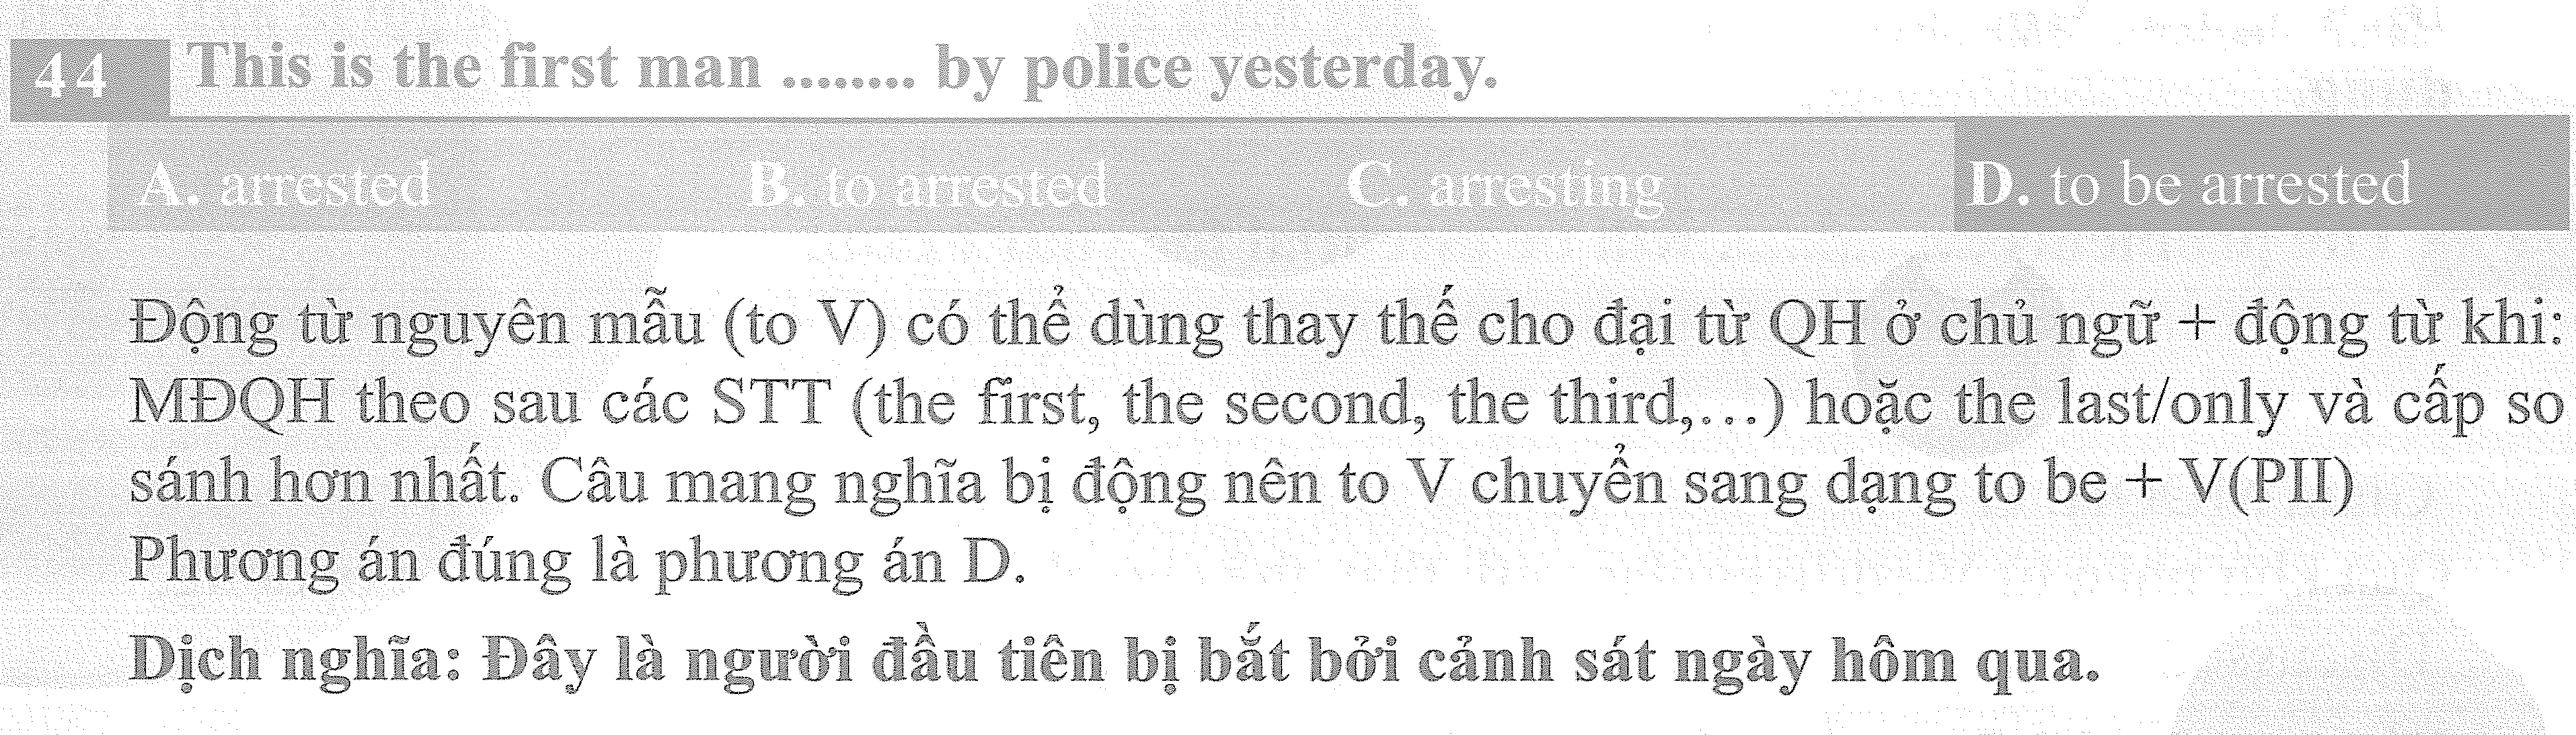 44 This is the first man ........ by police yesterday.
A. arrested B. to arrested C. arresting D. to be arrested
Động từ nguyên mẫu (to V) có thể dùng thay thế cho đại từ QH ở chủ ngữ + động từ khi:
MĐQH theo sau các STT (the first, the second, the third,…) hoặc the last/only và cấp so
sánh hơn nhất. Câu mang nghĩa bị động nên to V chuyển sang dạng to be + V(PII)
Phương án đúng là phương án D.
Dịch nghĩa: Đây là người đầu tiên bị bắt bởi cảnh sát ngày hôm qua.